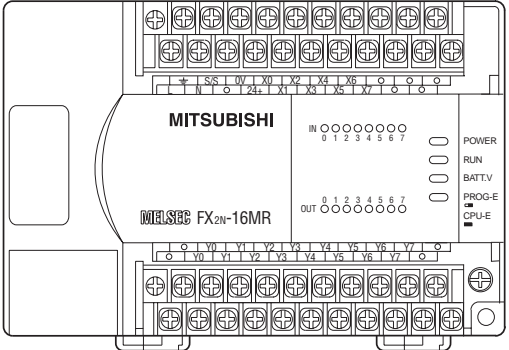 ⏚ S/S 0V X0 X2 X4 X6
L N 24+ X1 X3 X5 X7
MITSUBISHI
IN
0 1 2 3 4 5 6 7
POWER
RUN
BATT.V
PROG-E
CPU-E
0 1 2 3 4 5 6 7
OUT
MELSEC FX2N-16MR
Y0 Y1 Y2 Y3 Y4 Y5 Y6 Y7
Y0 Y1 Y2 Y3 Y4 Y5 Y6 Y7